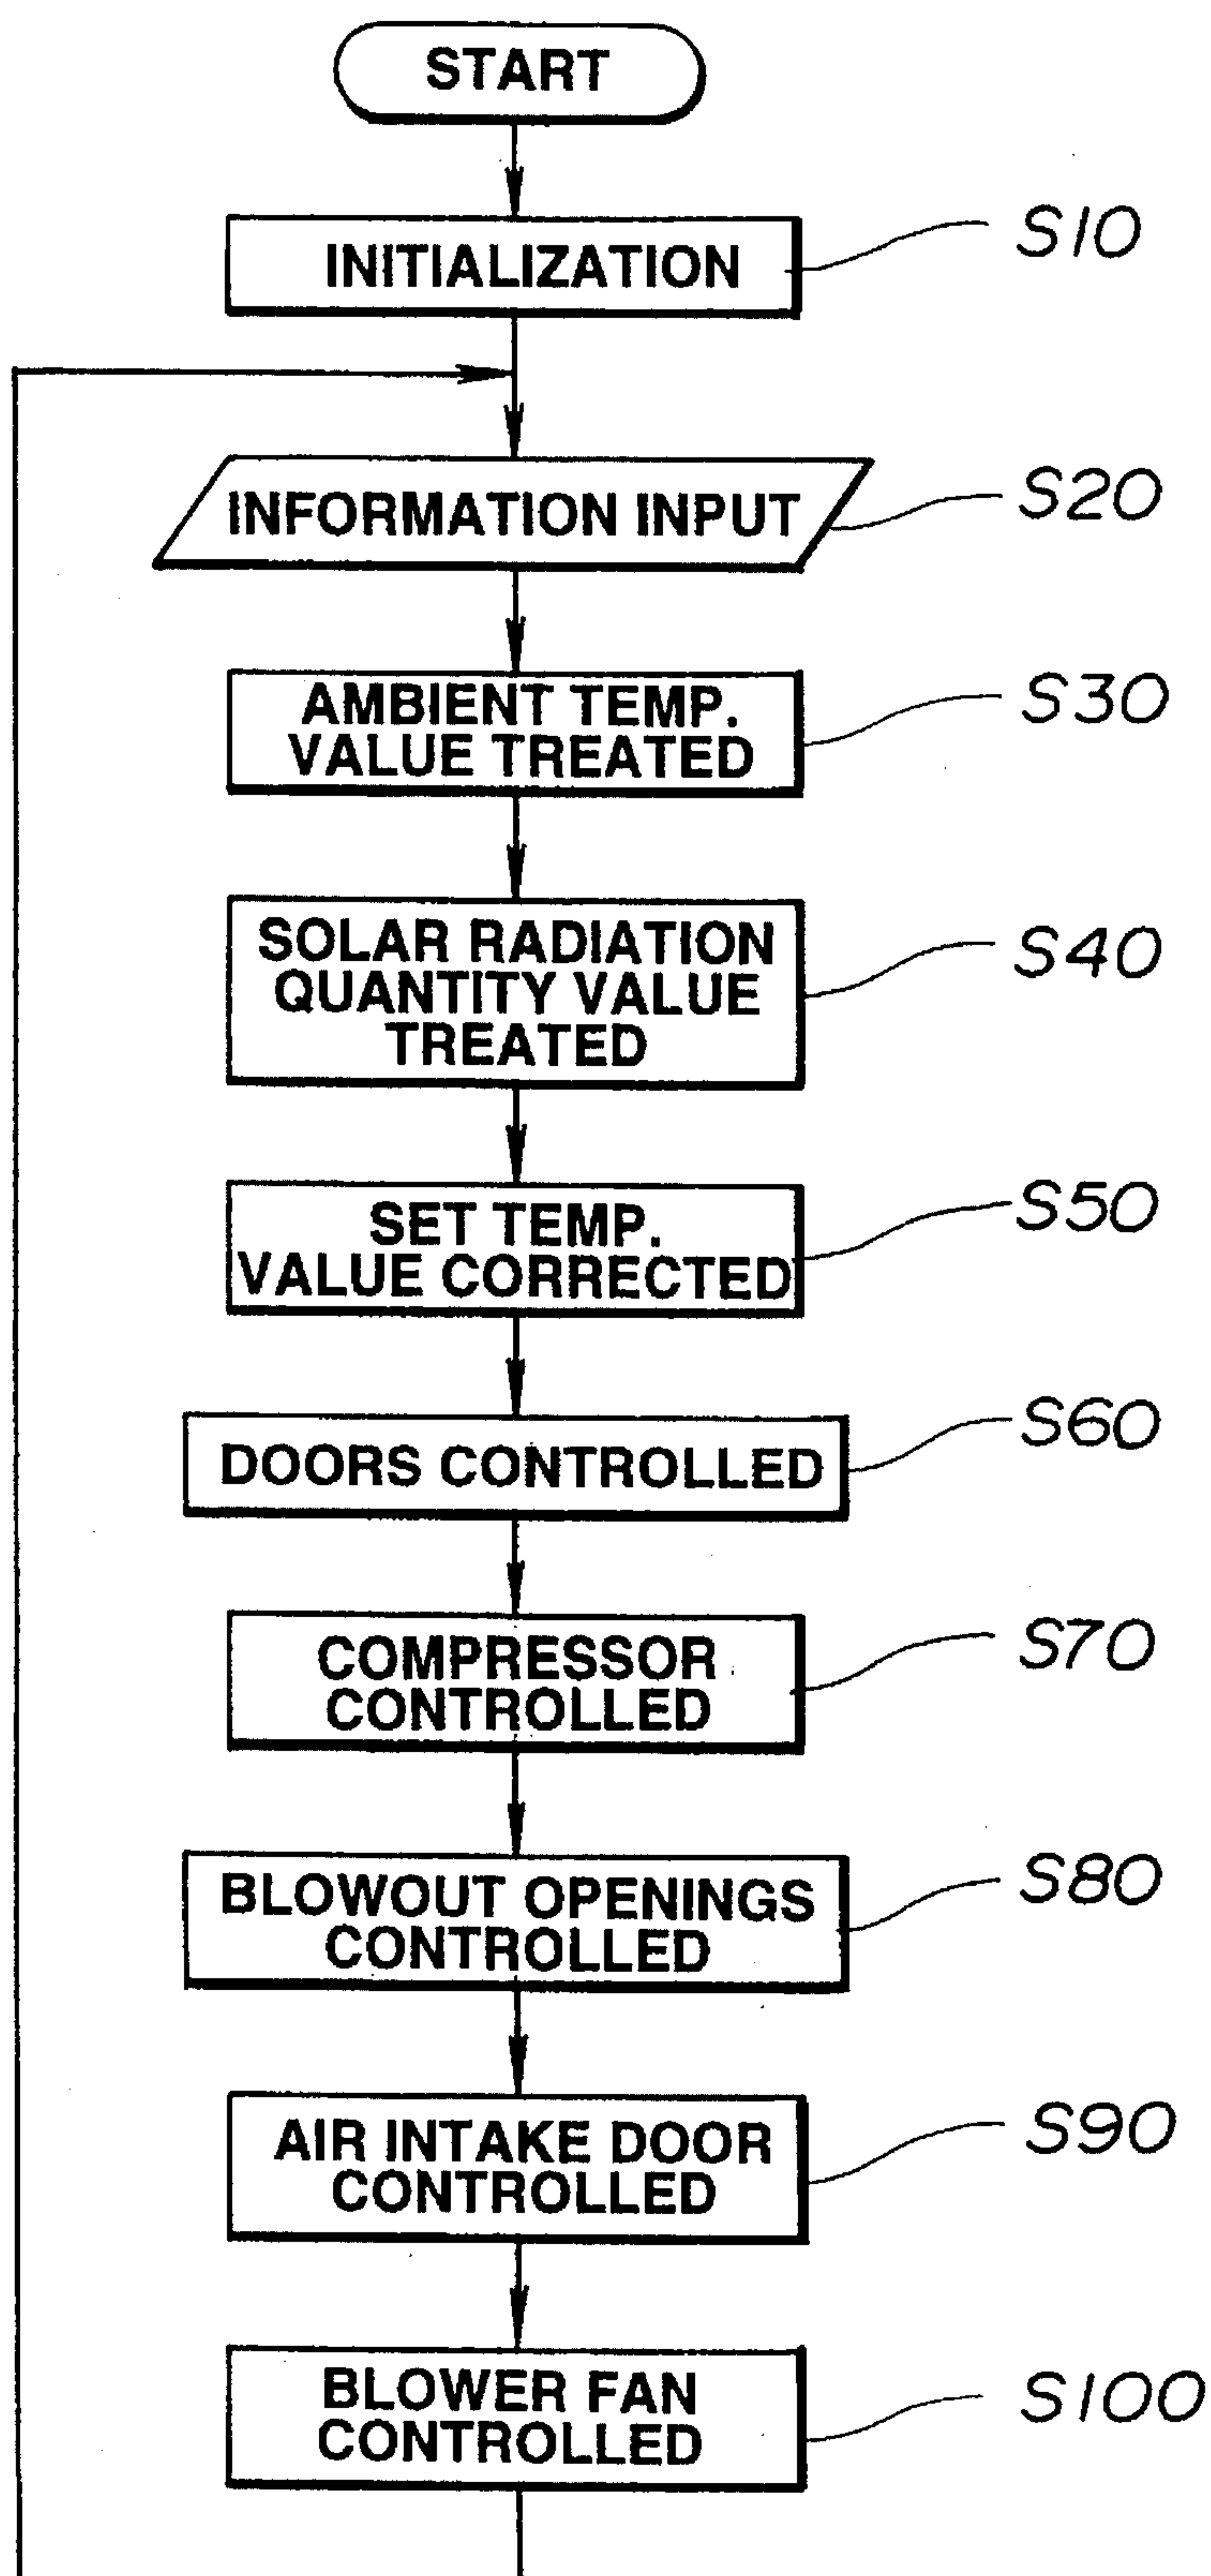 START
INITIALIZATION
S10
INFORMATION INPUT
S20
AMBIENT TEMP.
VALUE TREATED
S30
SOLAR RADIATION
QUANTITY VALUE
TREATED
S40
SET TEMP.
VALUE CORRECTED
S50
DOORS CONTROLLED
S60
COMPRESSOR
CONTROLLED
S70
BLOWOUT OPENINGS
CONTROLLED
S80
AIR INTAKE DOOR
CONTROLLED
S90
BLOWER FAN
CONTROLLED
S100